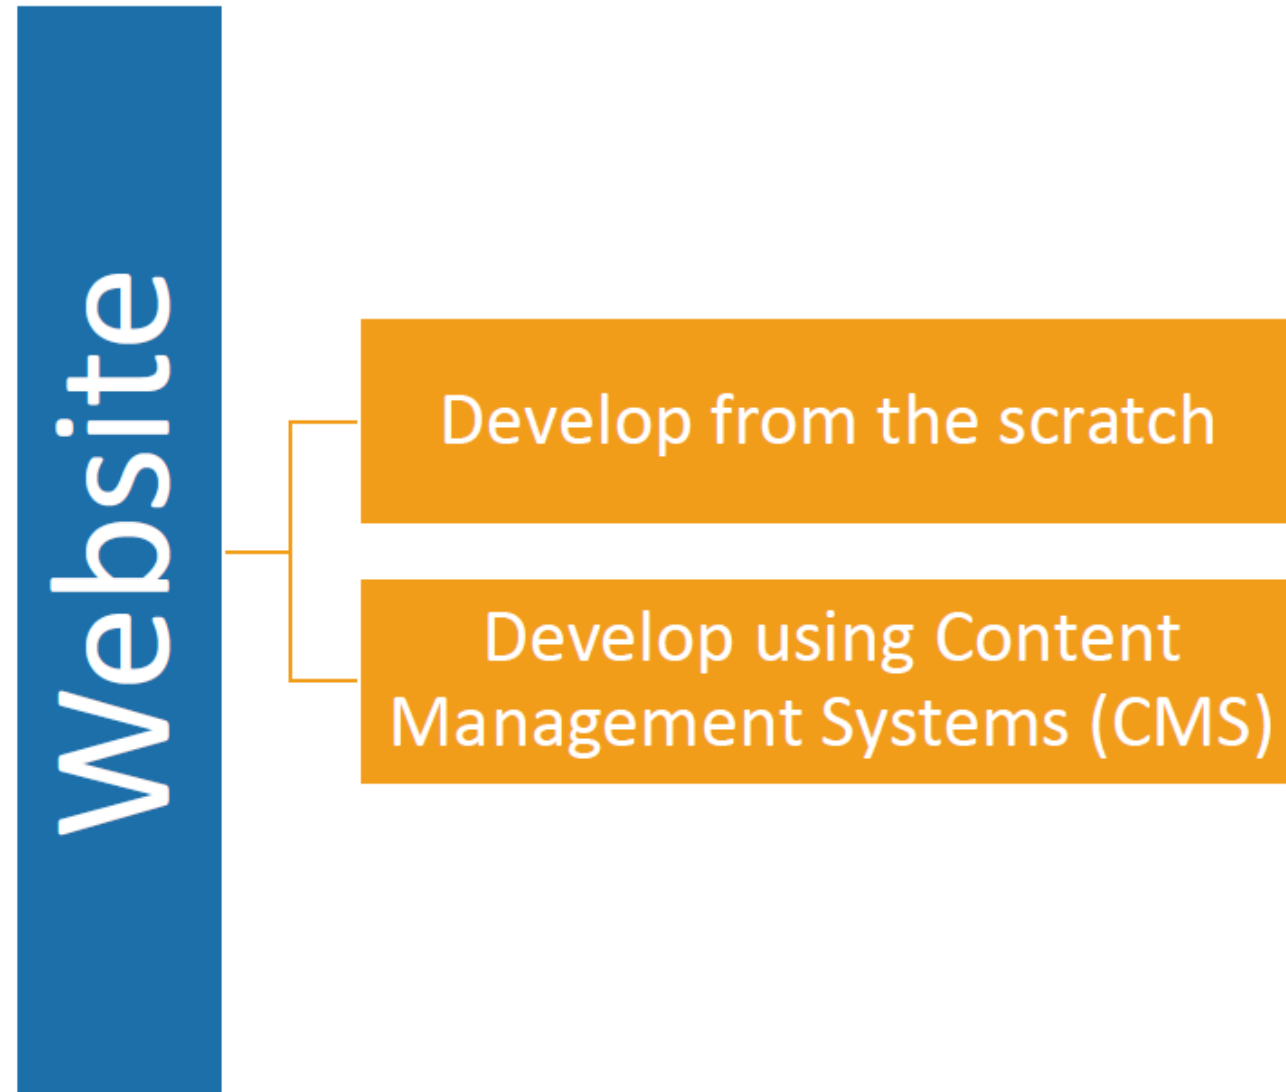 Website
Develop from the scratch
Develop using Content
Management Systems (CMS)